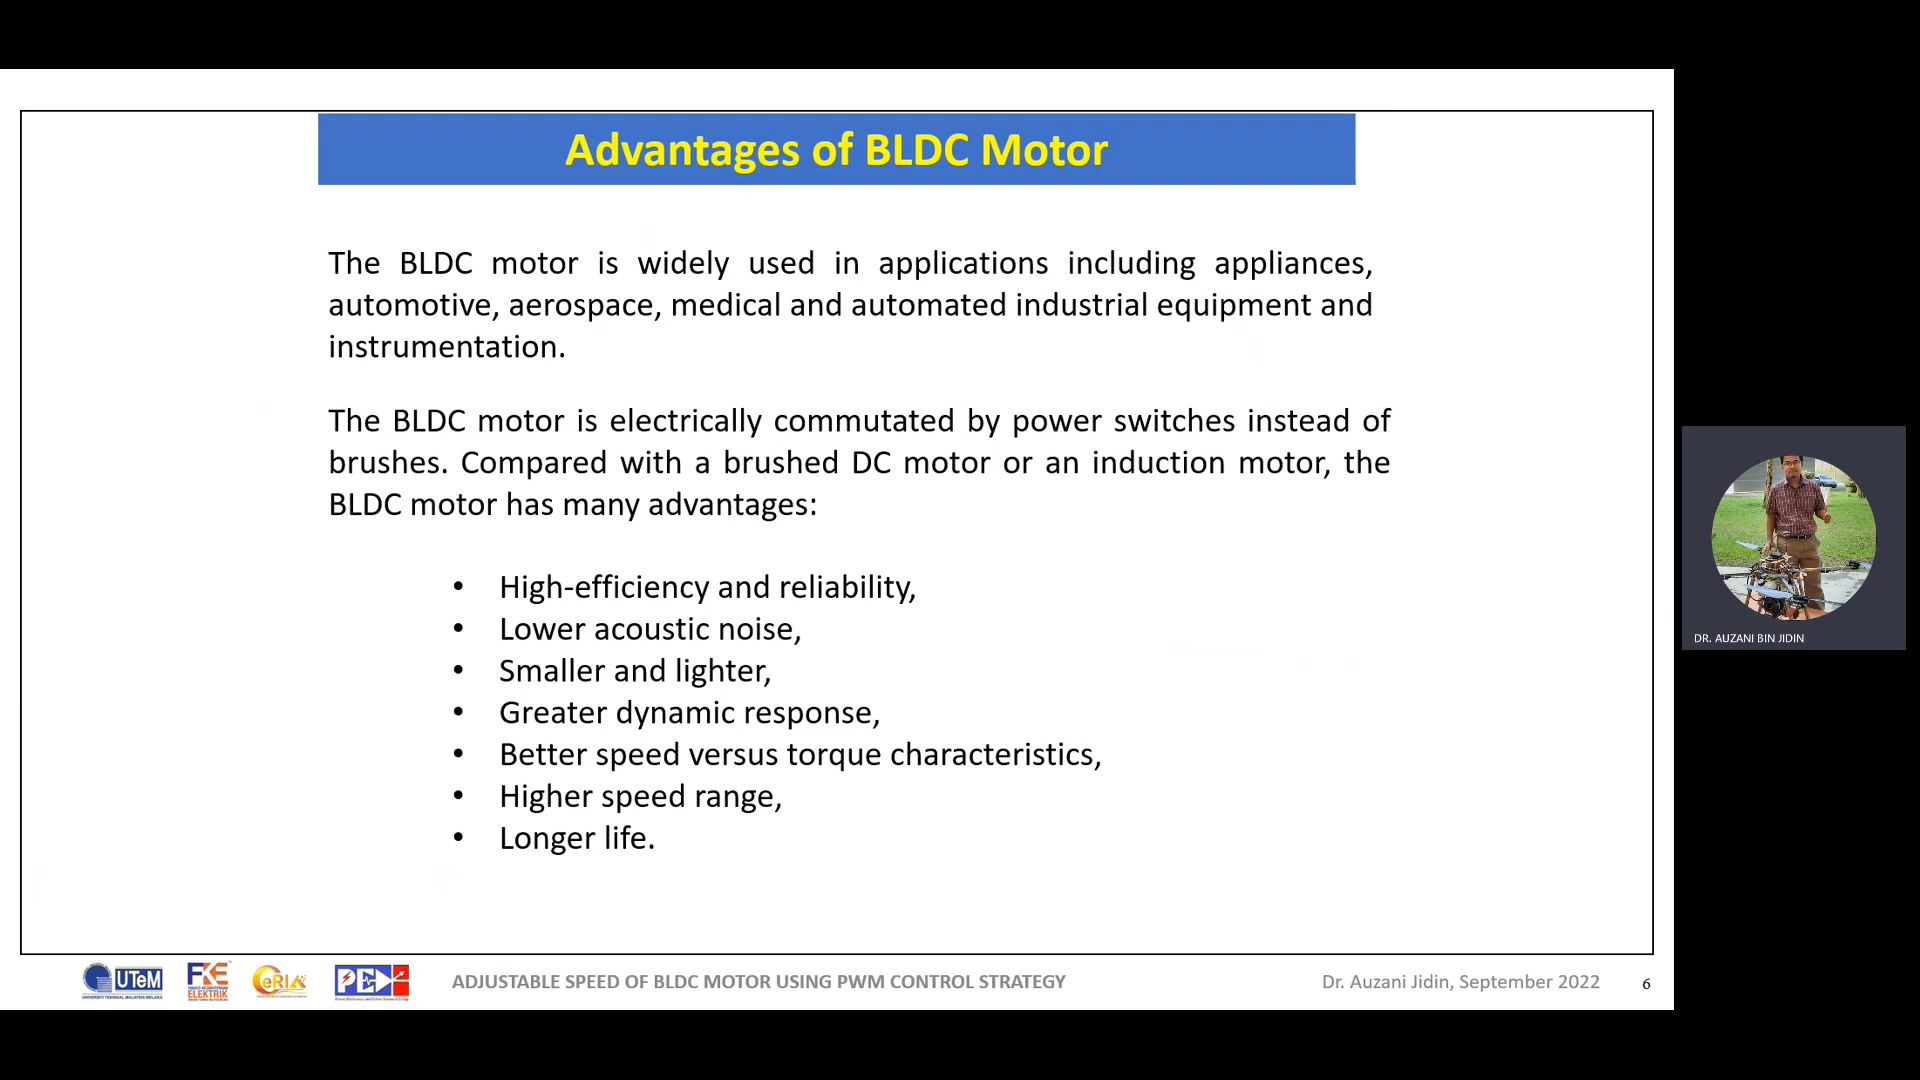 Advantages of BLDC Motor
The BLDC motor is widely used in applications including appliances,
automotive, aerospace, medical and automated industrial equipment and
instrumentation.
The BLDC motor is electrically commutated by power switches instead of
brushes. Compared with a brushed DC motor or an induction motor, the
BLDC motor has many advantages:
• High-efficiency and reliability,
• Lower acoustic noise,
• Smaller and lighter,
• Greater dynamic response,
• Better speed versus torque characteristics,
• Higher speed range,
• Longer life.
DR. AUZANI BIN JIDIN
UTeM
FKE
ELEKTRIK
CeRIA
ADJUSTABLE SPEED OF BLDC MOTOR USING PWM CONTROL STRATEGY
Dr. Auzani Jidin, September 2022
6